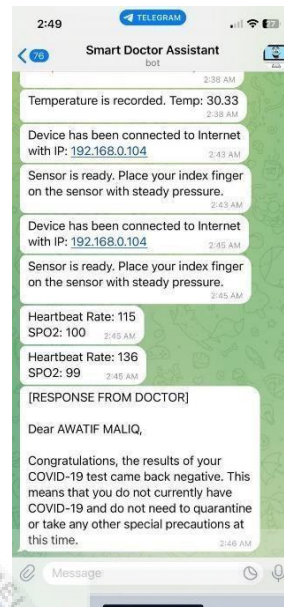 2:49
TELEGRAM
76
Smart Doctor Assistant
bot
2:38 AM
Temperature is recorded. Temp: 30.33
2:38 AM
Device has been connected to Internet
with IP: 192.168.0.104
2:43 AM
Sensor is ready. Place your index finger
on the sensor with steady pressure.
2:43 AM
Device has been connected to Internet
with IP: 192.168.0.104
2:45 AM
Sensor is ready. Place your index finger
on the sensor with steady pressure.
2:45 AM
Heartbeat Rate: 115
SPO2: 100
2:45 AM
Heartbeat Rate: 136
SPO2: 99
2:45 AM
[RESPONSE FROM DOCTOR]
Dear AWATIF MALIQ,
Congratulations, the results of your
COVID-19 test came back negative. This
means that you do not currently have
COVID-19 and do not need to quarantine
or take any other special precautions at
this time.
2:46 AM
Message